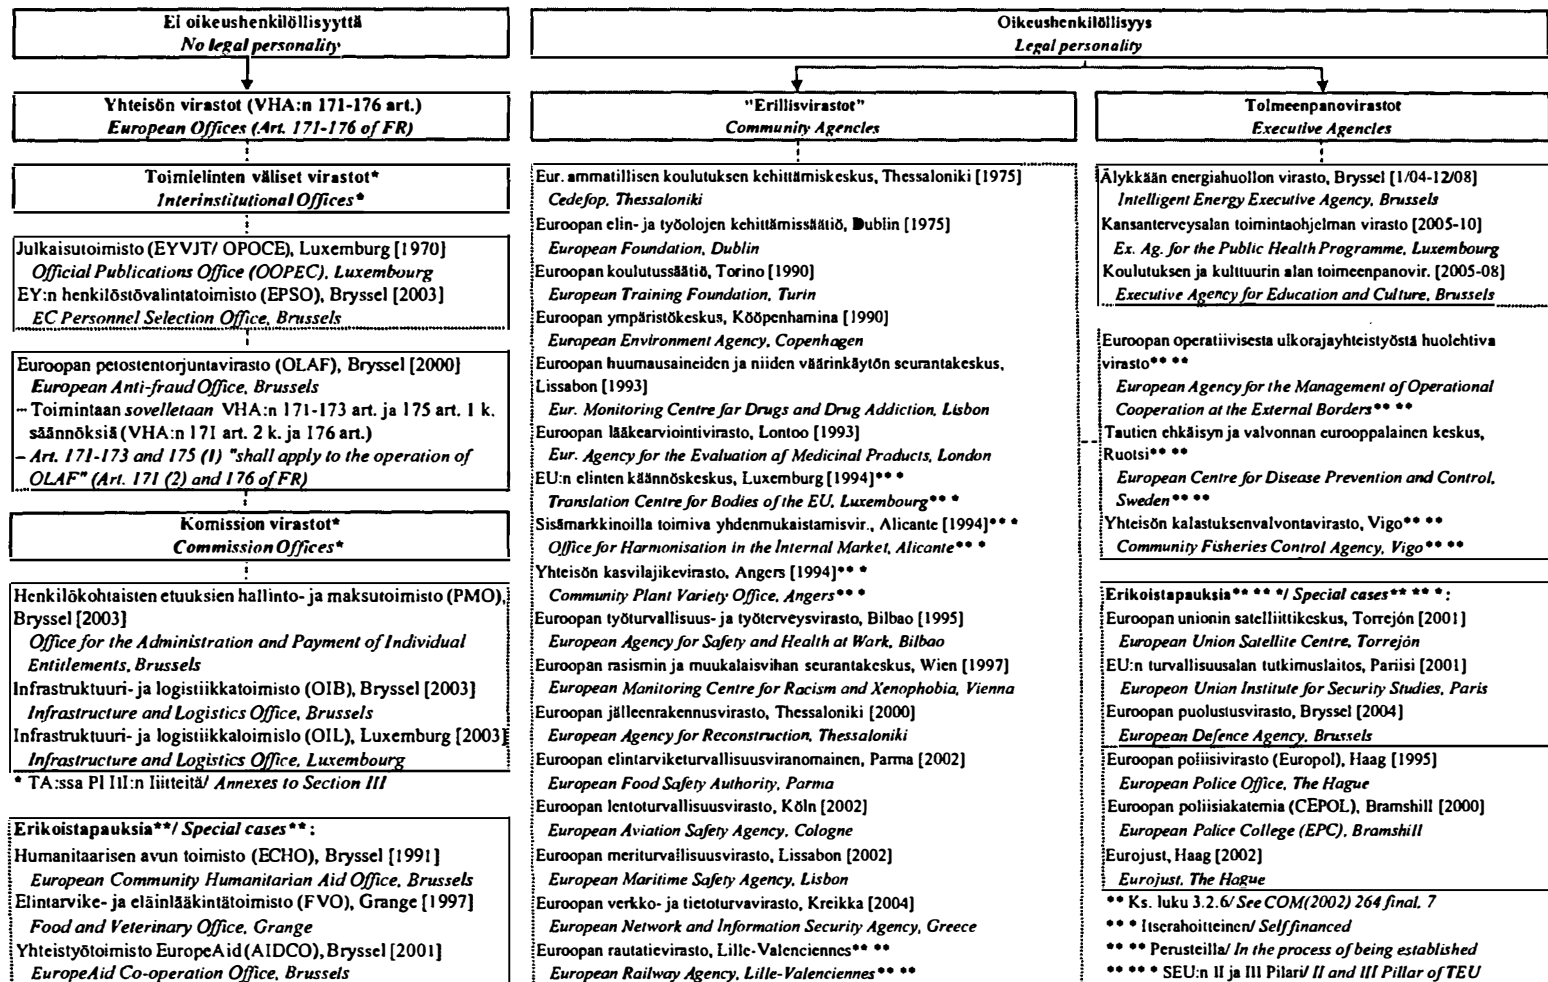 Ei oikeushenkilöllisyyttä
No legal personality
Yhteisön virastot (VHA:n 171-176 art.)
European Offices (Art. 171-176 of FR)
Toimielinten väliset virastot*
Interinstitutional Offices*
Julkaisutoimisto (EYVJT/ OPOCE), Luxemburg [1970]
Official Publications Office (OOPEC), Luxembourg
EY:n henkilöstövalintatoimisto (EPSO), Bryssel [2003]
EC Personnel Selection Office, Brussels
Euroopan petostentorjuntavirasto (OLAF), Bryssel [2000]
European Anti-fraud Office, Brussels
– Toimintaan sovelletaan VHA:n 171-173 art. ja 175 art. 1 k.
säännöksiä (VHA:n 171 art. 2 k. ja 176 art.)
– Art. 171-173 and 175 (1) "shall apply to the operation of
OLAF" (Art. 171 (2) and 176 of FR)
Komission virastot*
Commission Offices*
Henkilökohtaisten etuuksien hallinto- ja maksutoimisto (PMO),
Bryssel [2003]
Office for the Administration and Payment of Individual
Entitlements, Brussels
Infrastruktuuri- ja logistiikkatoimisto (OIB), Bryssel [2003]
Infrastructure and Logistics Office, Brussels
Infrastruktuuri- ja logistiikkatoimisto (OIL), Luxemburg [2003]
Infrastructure and Logistics Office, Luxembourg
* TA:ssa Pl III:n liitteitä/ Annexes to Section III
Erikoistapauksia**/ Special cases**:
Humanitaarisen avun toimisto (ECHO), Bryssel [1991]
European Community Humanitarian Aid Office, Brussels
Elintarvike- ja eläinlääkintätoimisto (FVO), Grange [1997]
Food and Veterinary Office, Grange
Yhteistyötoimisto EuropeAid (AIDCO), Bryssel [2001]
EuropeAid Co-operation Office, Brussels
Oikeushenkilöllisyys
Legal personality
"Erillisvirastot"
Community Agencies
Eur. ammatillisen koulutuksen kehittämiskeskus, Thessaloniki [1975]
Cedefop, Thessaloniki
Euroopan elin- ja työolojen kehittämissäätiö, Dublin [1975]
European Foundation, Dublin
Euroopan koulutussäätiö, Torino [1990]
European Training Foundation, Turin
Euroopan ympäristökeskus, Kööpenhamina [1990]
European Environment Agency, Copenhagen
Euroopan huumausaineiden ja niiden väärinkäytön seurantakeskus,
Lissabon [1993]
Eur. Monitoring Centre for Drugs and Drug Addiction, Lisbon
Euroopan lääkearviointivirasto, Lontoo [1993]
Eur. Agency for the Evaluation of Medicinal Products, London
EU:n elinten käännöskeskus, Luxemburg [1994]** *
Translation Centre for Bodies of the EU, Luxembourg** *
Sisämarkkinoilla toimiva yhdenmukaistamisvir., Alicante [1994]** *
Office for Harmonisation in the Internal Market, Alicante** *
Yhteisön kasvilajikevirasto, Angers [1994]** *
Community Plant Variety Office, Angers** *
Euroopan työturvallisuus- ja työterveysvirasto, Bilbao [1995]
European Agency for Safety and Health at Work, Bilbao
Euroopan rasismin ja muukalaisvihan seurantakeskus, Wien [1997]
European Monitoring Centre for Racism and Xenophobia, Vienna
Euroopan jälleenrakennusvirasto, Thessaloniki [2000]
European Agency for Reconstruction, Thessaloniki
Euroopan elintarviketurvallisuusviranomainen, Parma [2002]
European Food Safety Authority, Parma
Euroopan lentoturvallisuusvirasto, Köln [2002]
European Aviation Safety Agency, Cologne
Euroopan meriturvallisuusvirasto, Lissabon [2002]
European Maritime Safety Agency, Lisbon
Euroopan verkko- ja tietoturvavirasto, Kreikka [2004]
European Network and Information Security Agency, Greece
Euroopan rautatievirasto, Lille-Valenciennes** **
European Railway Agency, Lille-Valenciennes** **
Toimeenpanovirastot
Executive Agencies
Älykkään energiahuollon virasto, Bryssel [1/04-12/08]
Intelligent Energy Executive Agency, Brussels
Kansanterveysalan toimintaohjelman virasto [2005-10]
Ex. Ag. for the Public Health Programme, Luxembourg
Koulutuksen ja kulttuurin alan toimeenpanovir. [2005-08]
Executive Agency for Education and Culture, Brussels
Euroopan operatiivisesta ulkorajayhteistyöstä huolehtiva
virasto** **
European Agency for the Management of Operational
Cooperation at the External Borders** **
Tautien ehkäisyn ja valvonnan eurooppalainen keskus,
Ruotsi** **
European Centre for Disease Prevention and Control,
Sweden** **
Yhteisön kalastuksenvalvontavirasto, Vigo** **
Community Fisheries Control Agency, Vigo** **
Erikoistapauksia** ** */ Special cases** ** *:
Euroopan unionin satelliittikeskus, Torrejón [2001]
European Union Satellite Centre, Torrejón
EU:n turvallisuusalan tutkimuslaitos, Pariisi [2001]
European Union Institute for Security Studies, Paris
Euroopan puolustusvirasto, Bryssel [2004]
European Defence Agency, Brussels
Euroopan poliisivirasto (Europol), Haag [1995]
European Police Office, The Hague
Euroopan poliisiakatemia (CEPOL), Bramshill [2000]
European Police College (EPC), Bramshill
Eurojust, Haag [2002]
Eurojust, The Hague
** Ks. luku 3.2.6/ See COM(2002) 264 final, 7
** * Itserahoitteinen/ Self financed
** ** Perusteilla/ In the process of being established
** ** * SEU:n II ja III Pilari/ II and III Pillar of TEU